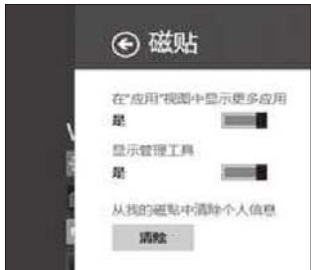 磁贴
在“应用”视图中显示更多应用
是
显示管理工具
是
从我的磁贴中清除个人信息
清除